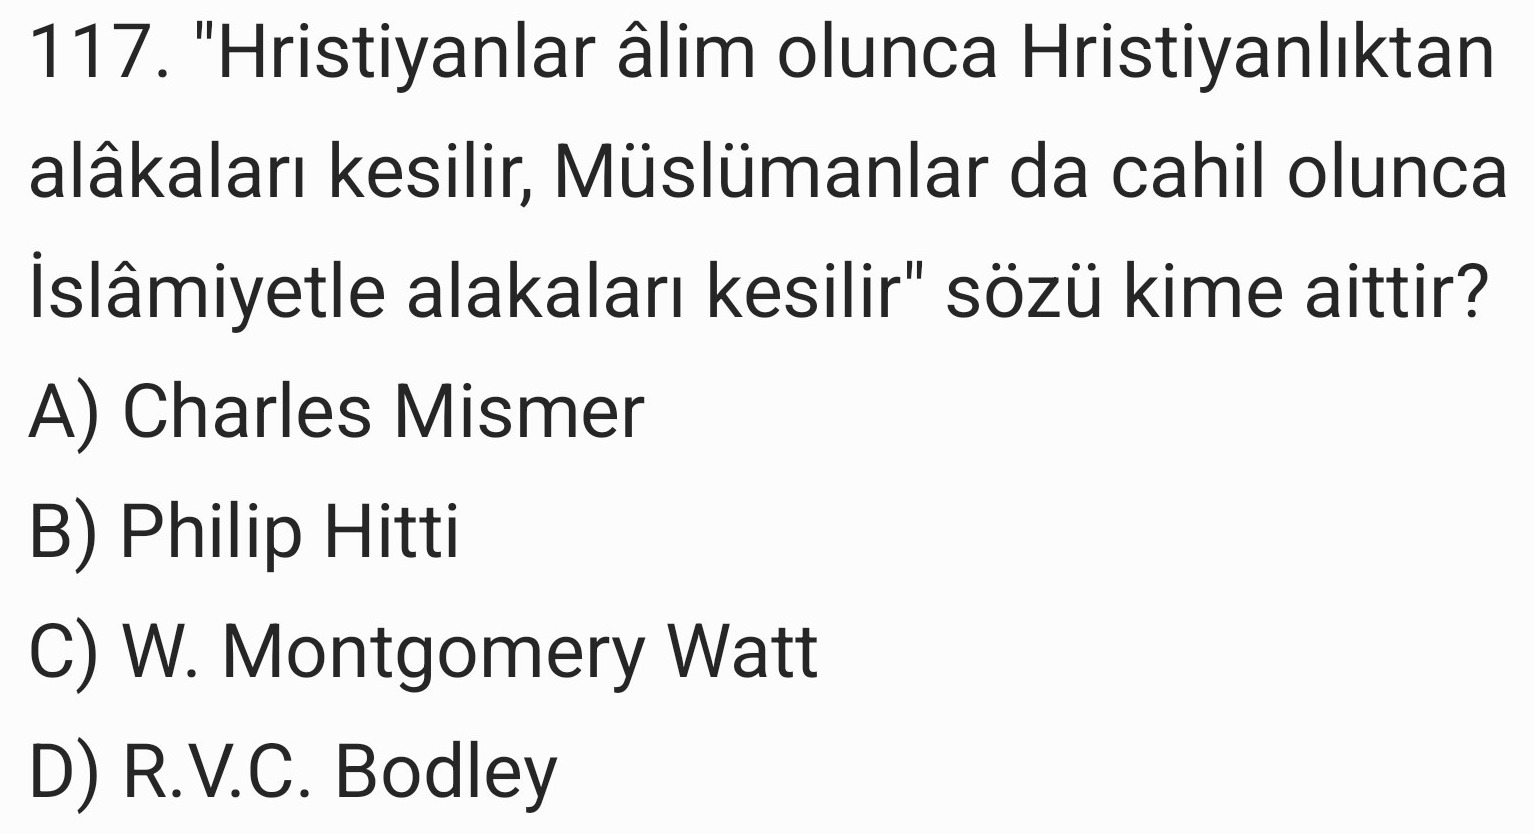 117. "Hristiyanlar âlim olunca Hristiyanlıktan
alâkaları kesilir, Müslümanlar da cahil olunca
İslâmiyetle alakaları kesilir" sözü kime aittir?
A) Charles Mismer
B) Philip Hitti
C) W. Montgomery Watt
D) R.V.C. Bodley